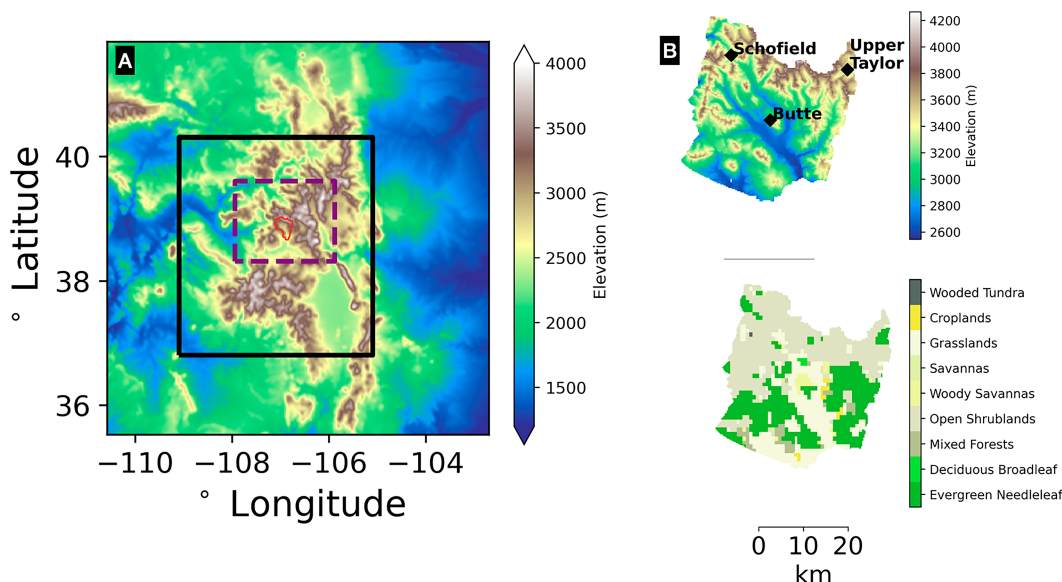 A
40
38
36
−110
−108
−106
−104
° Latitude
° Longitude
4000
3500
3000
2500
2000
1500
Elevation (m)
B
Schofield
Upper
Taylor
Butte
4200
4000
3800
3600
3400
3200
3000
2800
2600
Elevation (m)
Wooded Tundra
Croplands
Grasslands
Savannas
Woody Savannas
Open Shrublands
Mixed Forests
Deciduous Broadleaf
Evergreen Needleleaf
0
10
20
km